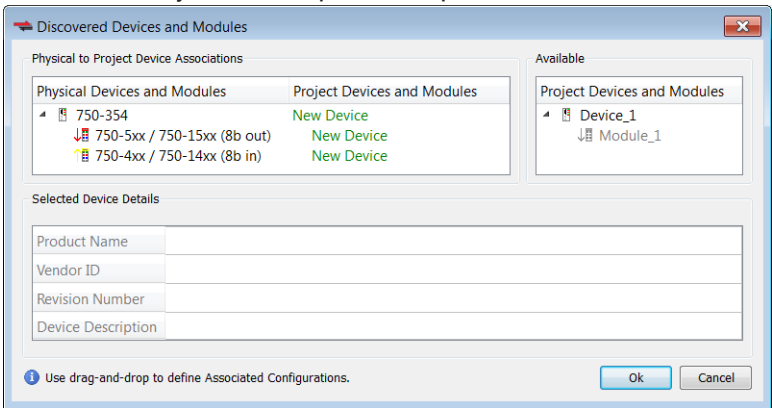 Discovered Devices and Modules
Physical to Project Device Associations
Physical Devices and Modules Project Devices and Modules
750-354 New Device
750-5xx / 750-15xx (8b out) New Device
750-4xx / 750-14xx (8b in) New Device
Available
Project Devices and Modules
Device_1
Module_1
Selected Device Details
Product Name
Vendor ID
Revision Number
Device Description
Use drag-and-drop to define Associated Configurations.
Ok Cancel